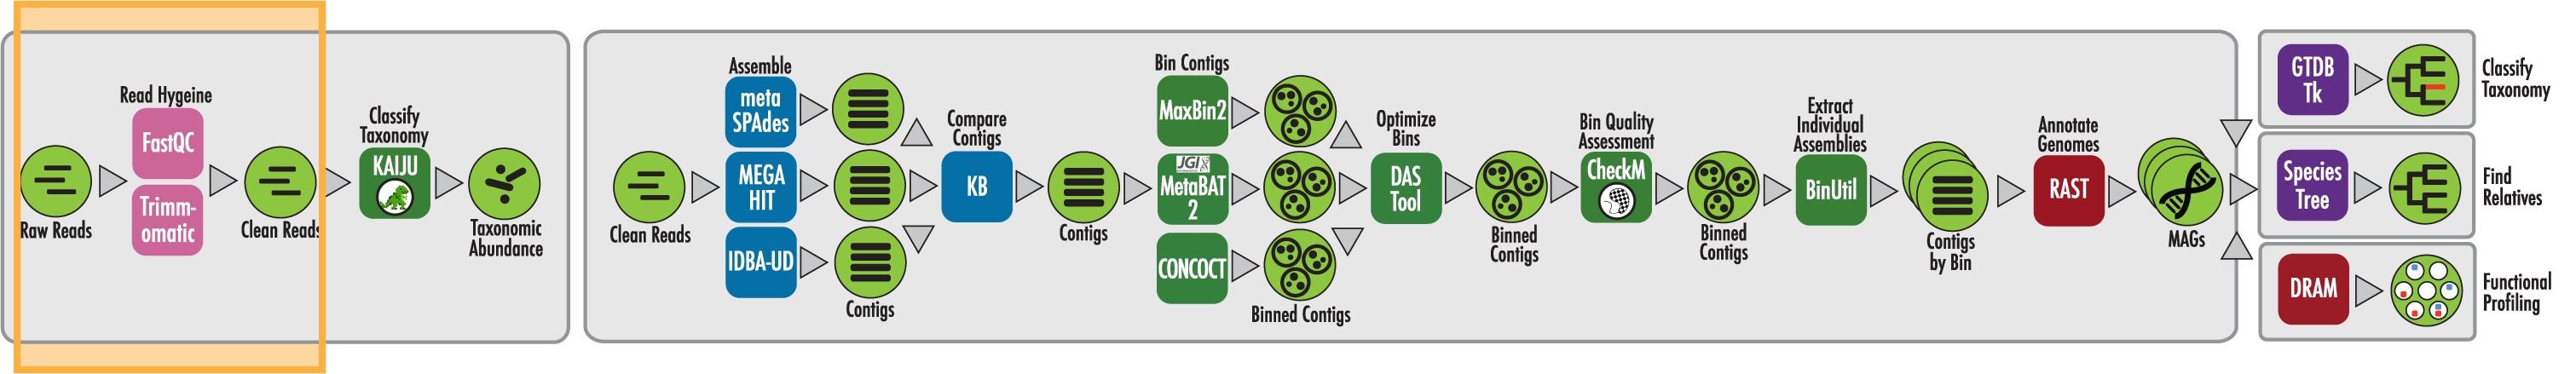 Read Hygeine
FastQC
Trimm-
omatic
Raw Reads
Clean Reads
Classify
Taxonomy
KAIJU
Taxonomic
Abundance
Clean Reads
Assemble
meta
SPAdes
MEGA
HIT
IDBA-UD
Contigs
Compare
Contigs
KB
Contigs
Bin Contigs
MaxBin2
JGI
MetaBAT
2
CONCOCT
Binned Contigs
Optimize
Bins
DAS
Tool
Binned
Contigs
Bin Quality
Assessment
CheckM
Binned
Contigs
Extract
Individual
Assemblies
BinUtil
Contigs
by Bin
Annotate
Genomes
RAST
MAGs
GTDB
Tk
Classify
Taxonomy
Species
Tree
Find
Relatives
DRAM
Functional
Profiling